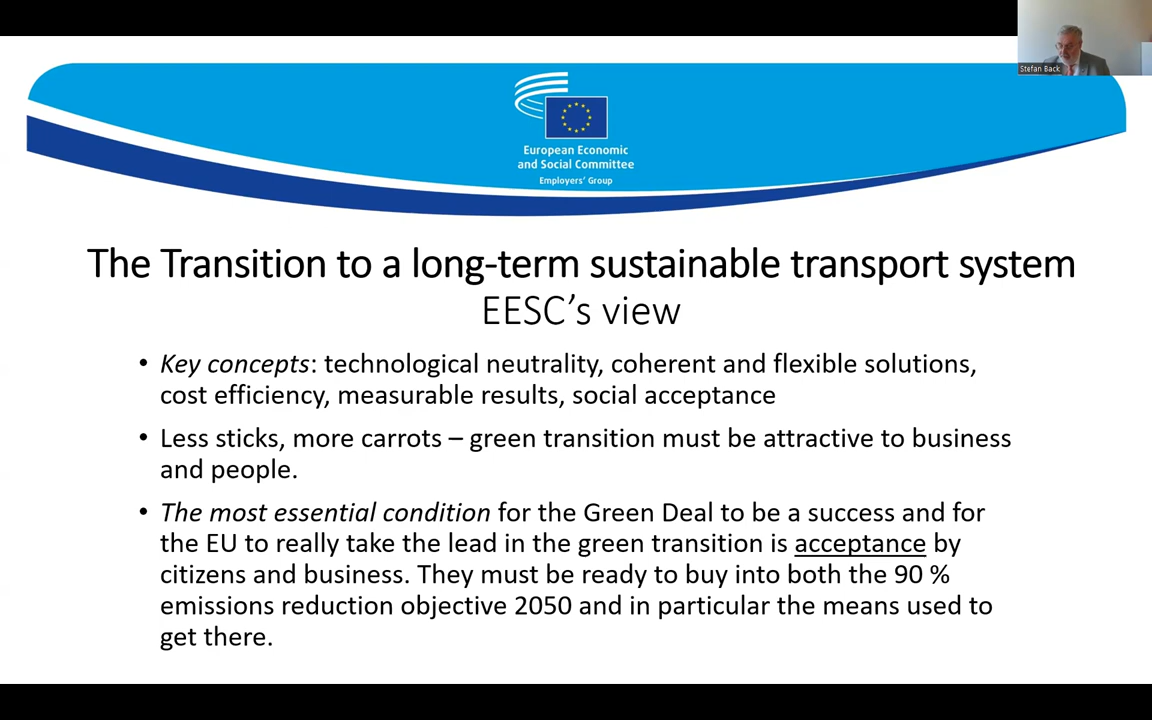 Stefan Back
European Economic
and Social Committee
Employers' Group
The Transition to a long-term sustainable transport system
EESC’s view
• Key concepts: technological neutrality, coherent and flexible solutions,
cost efficiency, measurable results, social acceptance
• Less sticks, more carrots – green transition must be attractive to business
and people.
• The most essential condition for the Green Deal to be a success and for
the EU to really take the lead in the green transition is acceptance by
citizens and business. They must be ready to buy into both the 90 %
emissions reduction objective 2050 and in particular the means used to
get there.